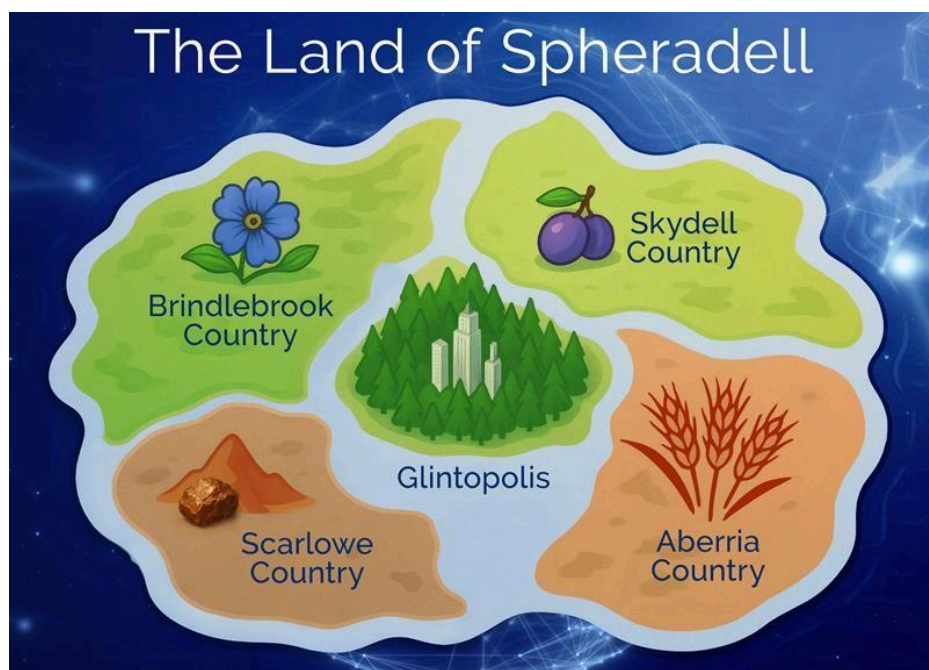 The Land of Spheradell
Skydell
Country
Brindlebrook
Country
Glintopolis
Scarlowe
Country
Aberria
Country